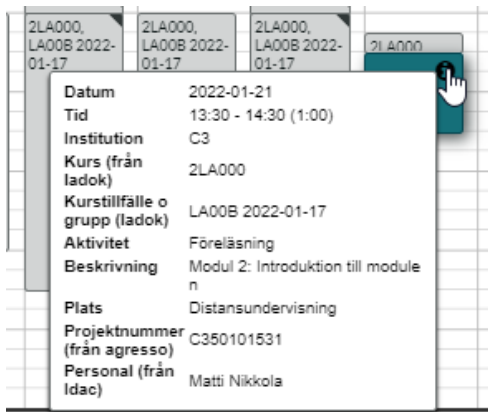 2LA000,
LA00B 2022-
01-17
2LA000,
LA00B 2022-
01-17
2LA000,
LA00B 2022-
01-17
2LA000
Datum 2022-01-21
Tid 13:30 - 14:30 (1:00)
Institution C3
Kurs (från
ladok) 2LA000
Kurstillfälle o
grupp (ladok) LA00B 2022-01-17
Aktivitet Föreläsning
Beskrivning Modul 2: Introduktion till module
n
Plats Distansundervisning
Projektnummer
(från agresso) C350101531
Personal (från
Idac) Matti Nikkola